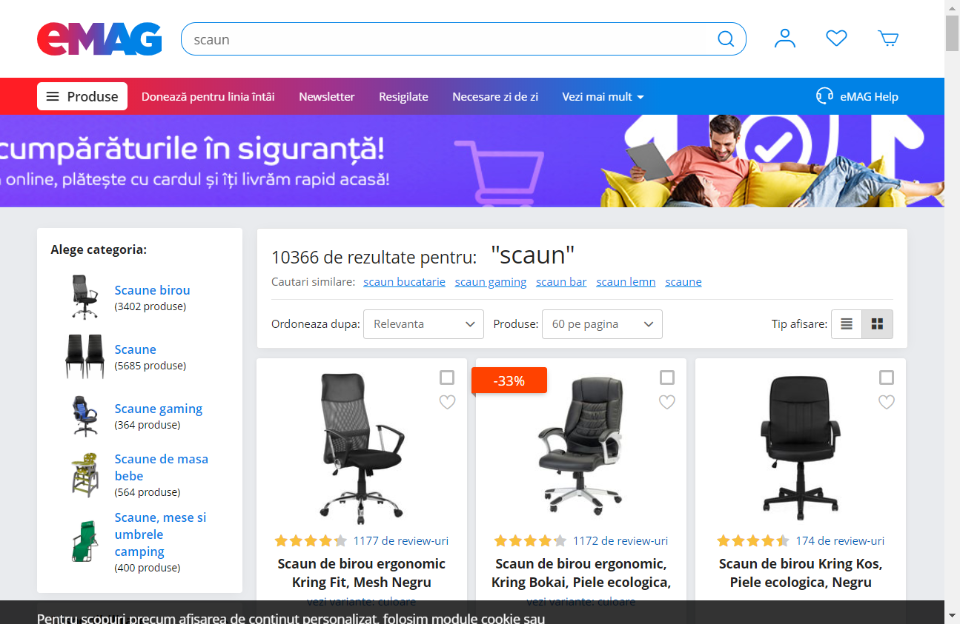 eMAG
scaun
Produse
Donează pentru linia întâi
Newsletter
Resigilate
Necesare zi de zi
Vezi mai mult
eMAG Help
cumpărăturile în siguranță!
online, plătește cu cardul și îți livrăm rapid acasă!
Alege categoria:
Scaune birou
(3402 produse)
Scaune
(5685 produse)
Scaune gaming
(364 produse)
Scaune de masa
bebe
(564 produse)
Scaune, mese si
umbrele
camping
(400 produse)
10366 de rezultate pentru: "scaun"
Cautari similare: scaun bucatarie scaun gaming scaun bar scaun lemn scaune
Ordoneaza dupa: Relevanta Produse: 60 pe pagina Tip afisare:
1177 de review-uri
Scaun de birou ergonomic
Kring Fit, Mesh Negru
vezi variante: culoare
-33%
1172 de review-uri
Scaun de birou ergonomic,
Kring Bokai, Piele ecologica,
vezi variante: culoare
174 de review-uri
Scaun de birou Kring Kos,
Piele ecologica, Negru
Pentru scopuri precum afișarea de conținut personalizat, folosim module cookie sau